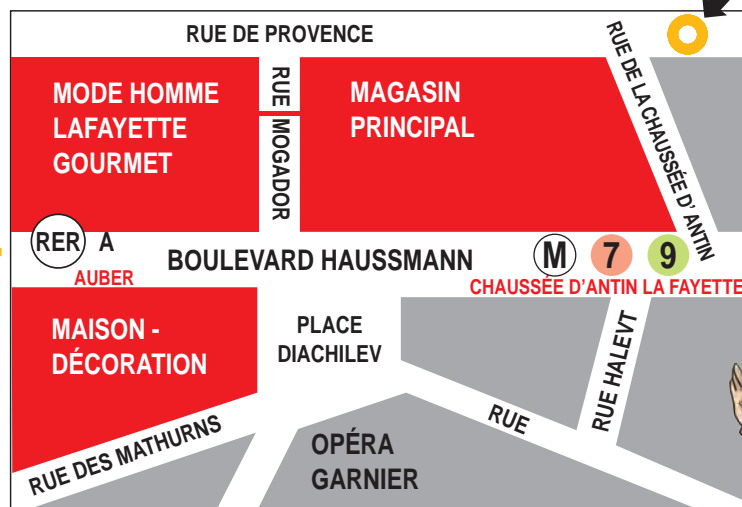 RUE DE PROVENCE
RUE DE LA CHAUSSÉE D' ANTIN
MODE HOMME
LAFAYETTE
GOURMET
RUE MOGADOR
MAGASIN
PRINCIPAL
RER A
AUBER
BOULEVARD HAUSSMANN
M 7 9
CHAUSSÉE D'ANTIN LA FAYETTE
MAISON -
DÉCORATION
PLACE
DIACHILEV
RUE HALEVT
RUE
RUE DES MATHURNS
OPÉRA
GARNIER